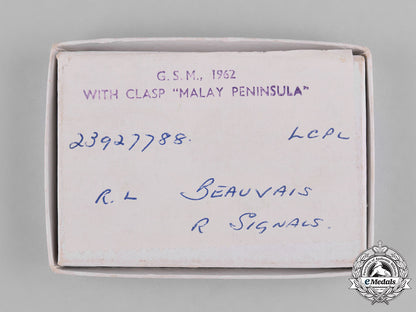 G.S.M., 1962
WITH CLASP "MALAY PENINSULA"
23927788. LCPL
R.L BEAUVAIS
R SIGNALS.
eMedals